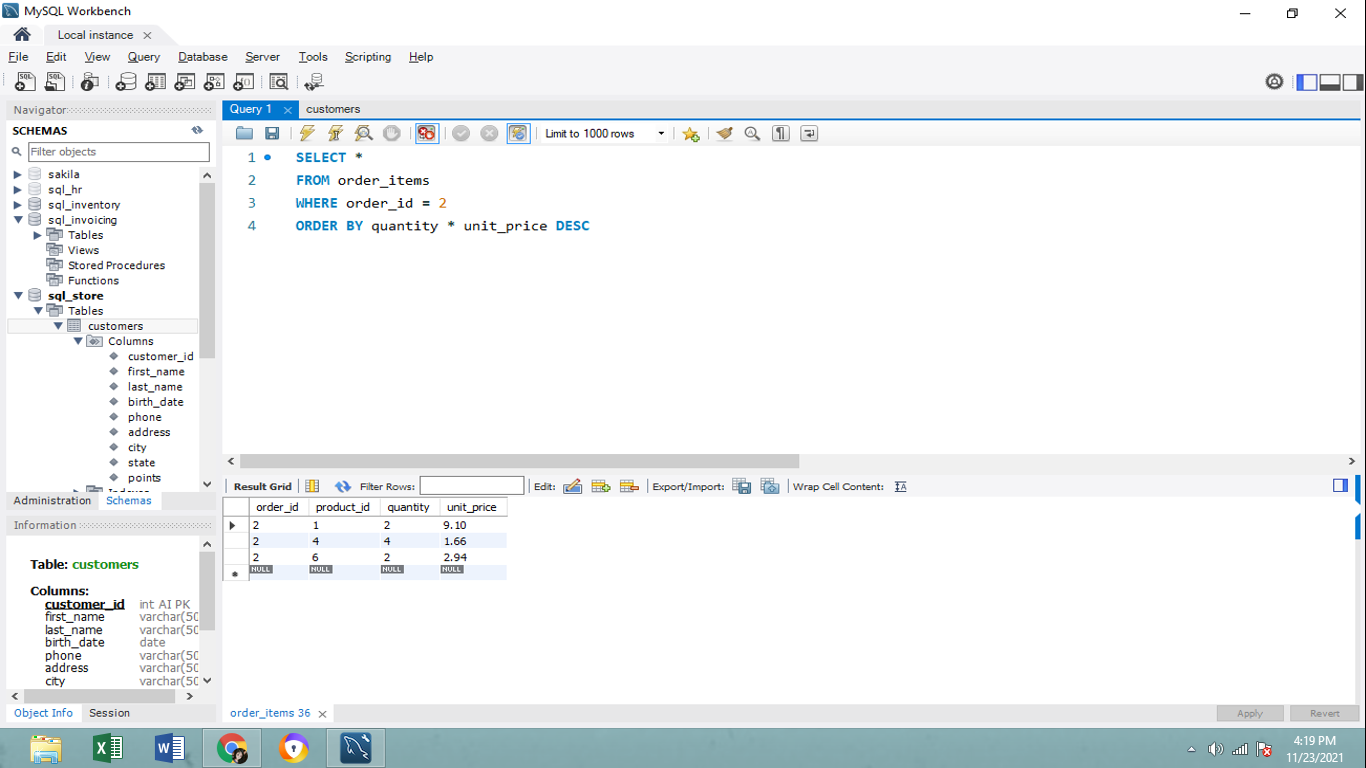 MySQL Workbench
Local instance
File Edit View Query Database Server Tools Scripting Help
Navigator
SCHEMAS
Filter objects
sakila
sql_hr
sql_inventory
sql_invoicing
Tables
Views
Stored Procedures
Functions
sql_store
Tables
customers
Columns
customer_id
first_name
last_name
birth_date
phone
address
city
state
points
Administration Schemas
Information
Table: customers
Columns:
customer_id int AI PK
first_name varchar(50
last_name varchar(50
birth_date date
phone varchar(50
address varchar(50
city varchar(50
Object Info Session
Query 1 customers
Limit to 1000 rows
1 SELECT *
2 FROM order_items
3 WHERE order_id = 2
4 ORDER BY quantity * unit_price DESC
Result Grid Filter Rows: Edit: Export/Import: Wrap Cell Content:
order_id product_id quantity unit_price
2 1 2 9.10
2 4 4 1.66
2 6 2 2.94
NULL NULL NULL NULL
order_items 36
Apply Revert
4:19 PM
11/23/2021